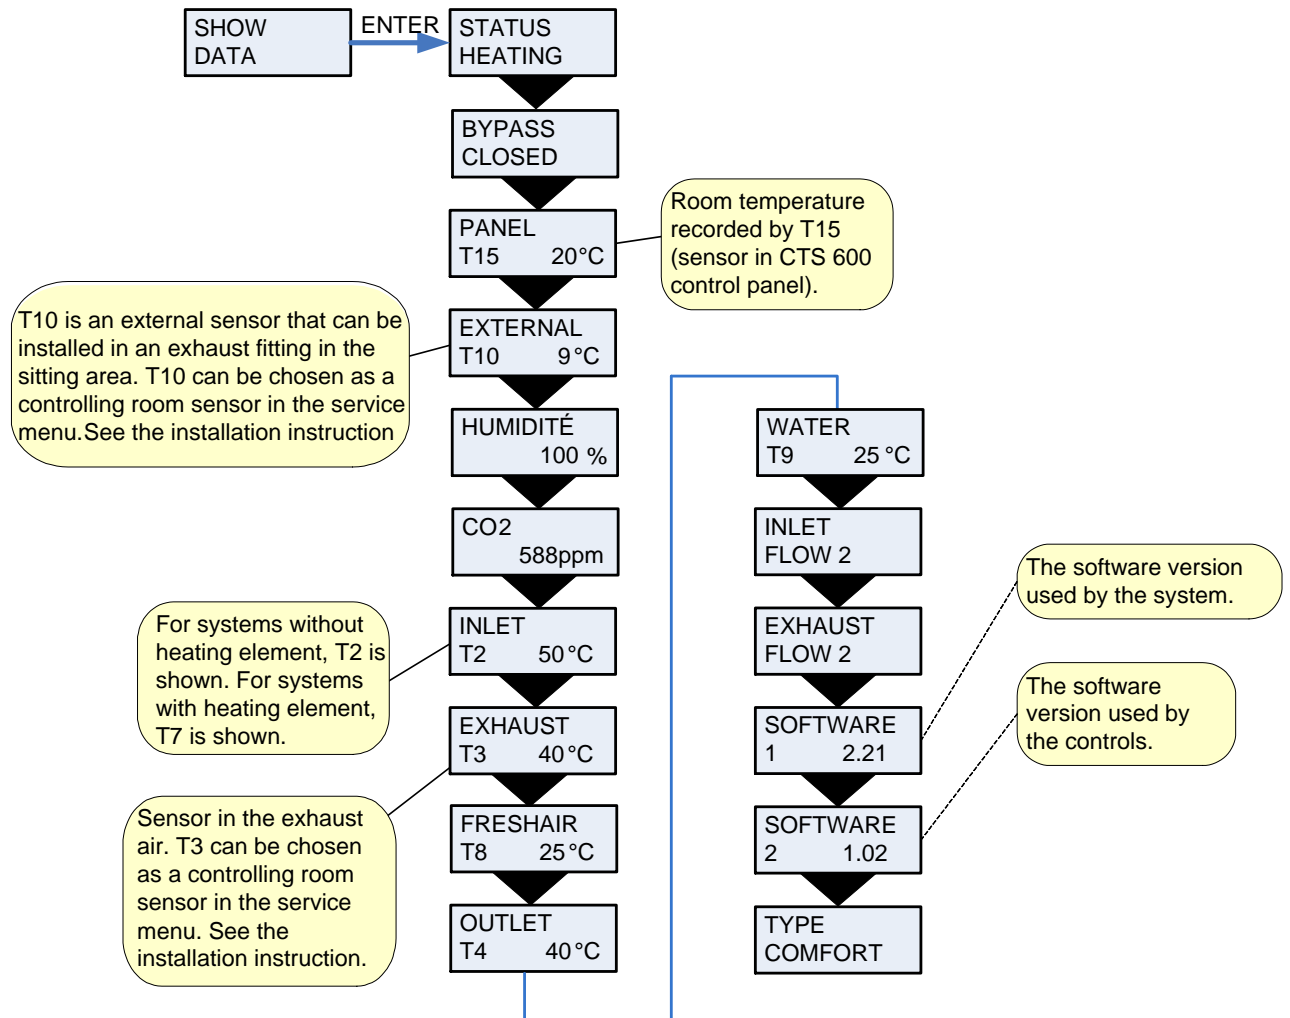 SHOW
DATA
ENTER
STATUS
HEATING
BYPASS
CLOSED
PANEL
T15 20°C
Room temperature
recorded by T15
(sensor in CTS 600
control panel).
EXTERNAL
T10 9°C
T10 is an external sensor that can be
installed in an exhaust fitting in the
sitting area. T10 can be chosen as a
controlling room sensor in the service
menu.See the installation instruction
HUMIDITÉ
100 %
CO2
588ppm
INLET
T2 50°C
For systems without
heating element, T2 is
shown. For systems
with heating element,
T7 is shown.
EXHAUST
T3 40°C
Sensor in the exhaust
air. T3 can be chosen
as a controlling room
sensor in the service
menu. See the
installation instruction.
FRESHAIR
T8 25°C
OUTLET
T4 40°C
WATER
T9 25°C
INLET
FLOW 2
EXHAUST
FLOW 2
SOFTWARE
1 2.21
The software version
used by the system.
SOFTWARE
2 1.02
The software
version used by
the controls.
TYPE
COMFORT